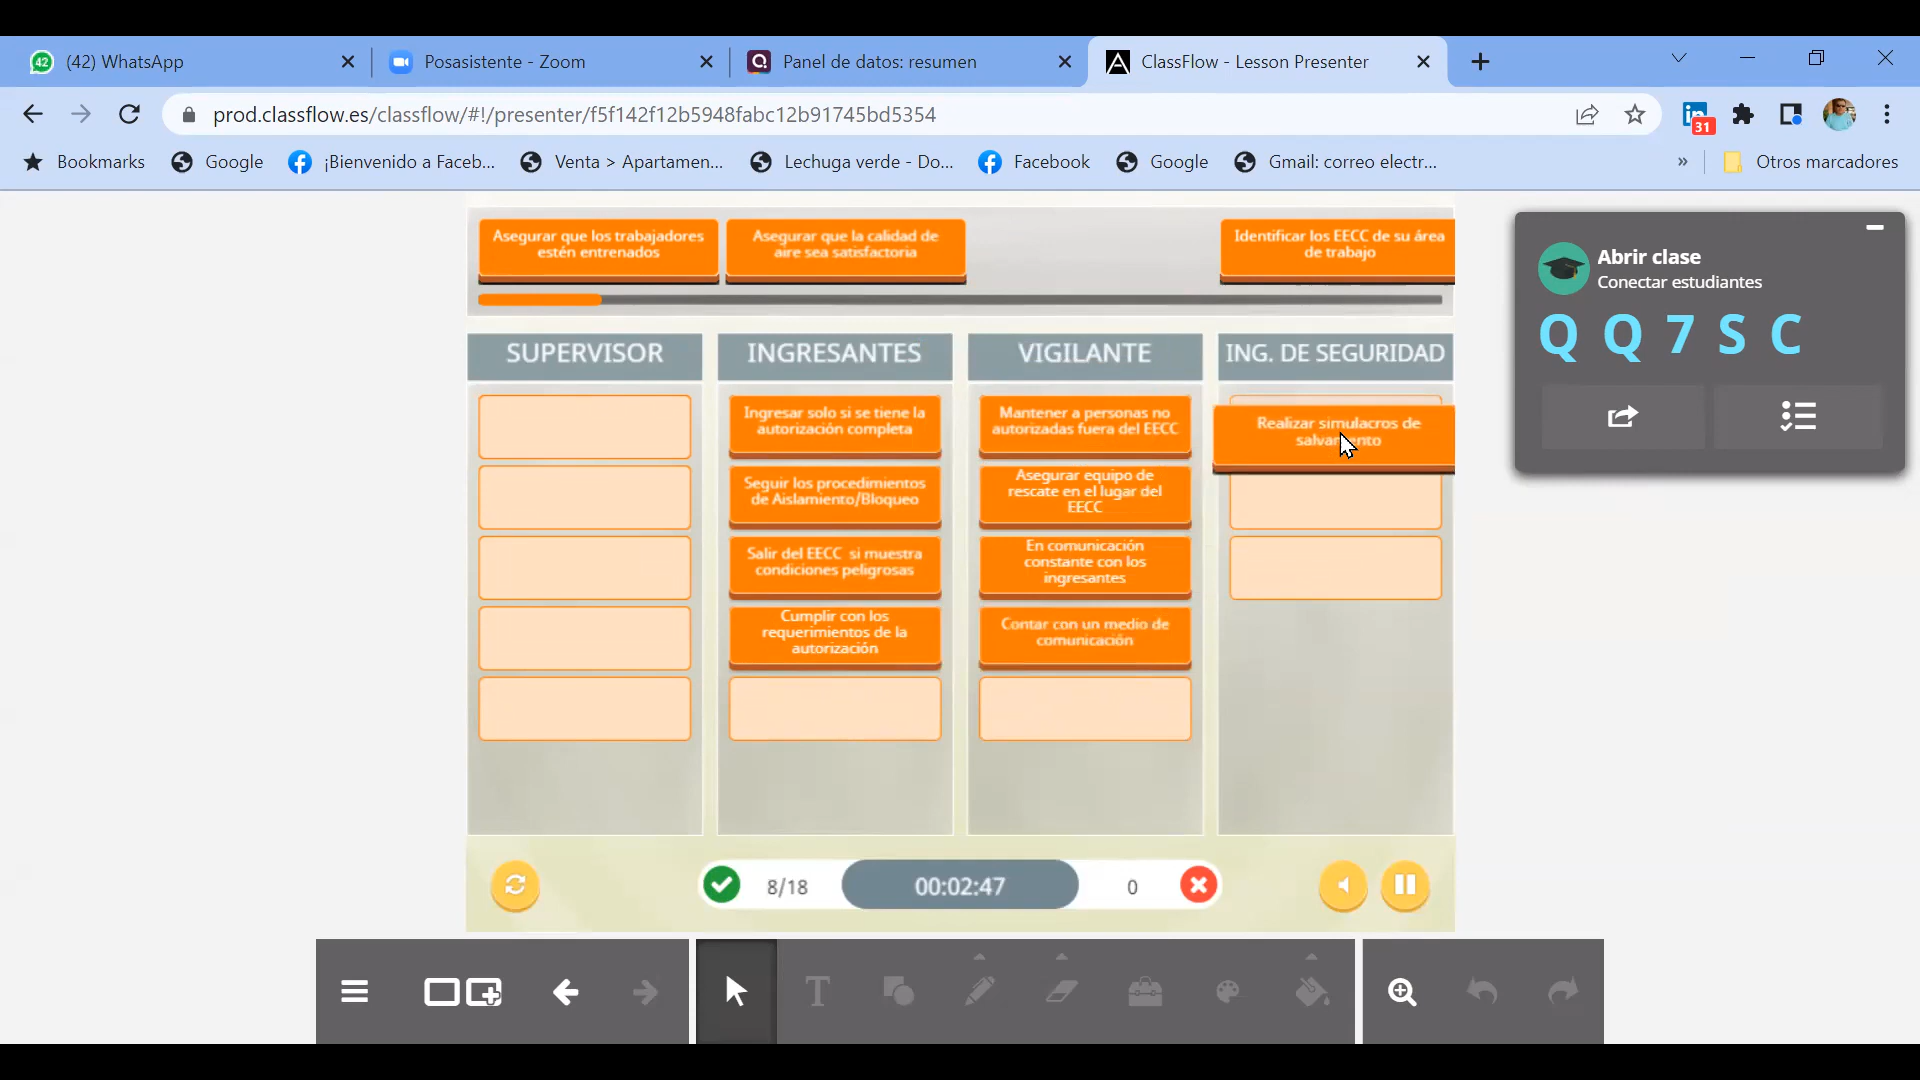 42
(42) WhatsApp
Posasistente - Zoom
Panel de datos: resumen
ClassFlow - Lesson Presenter
prod.classflow.es/classflow/#!/presenter/f5f142f12b5948fabc12b91745bd5354
31
Bookmarks
Google
¡Bienvenido a Faceb...
Venta > Apartamen...
Lechuga verde - Do...
Facebook
Google
Gmail: correo electr...
»
Otros marcadores
Asegurar que los trabajadores
estén entrenados
Asegurar que la calidad de
aire sea satisfactoria
Identificar los EECC de su área
de trabajo
Abrir clase
Conectar estudiantes
Q Q 7 S C
SUPERVISOR
INGRESANTES
VIGILANTE
ING. DE SEGURIDAD
Ingresar solo si se tiene la
autorización completa
Seguir los procedimientos
de Aislamiento/Bloqueo
Salir del EECC si muestra
condiciones peligrosas
Cumplir con los
requerimientos de la
autorización
Mantener a personas no
autorizadas fuera del EECC
Asegurar equipo de
rescate en el lugar del
EECC
En comunicación
constante con los
ingresantes
Contar con un medio de
comunicación
Realizar simulacros de
salvamento
8/18
00:02:47
0
T